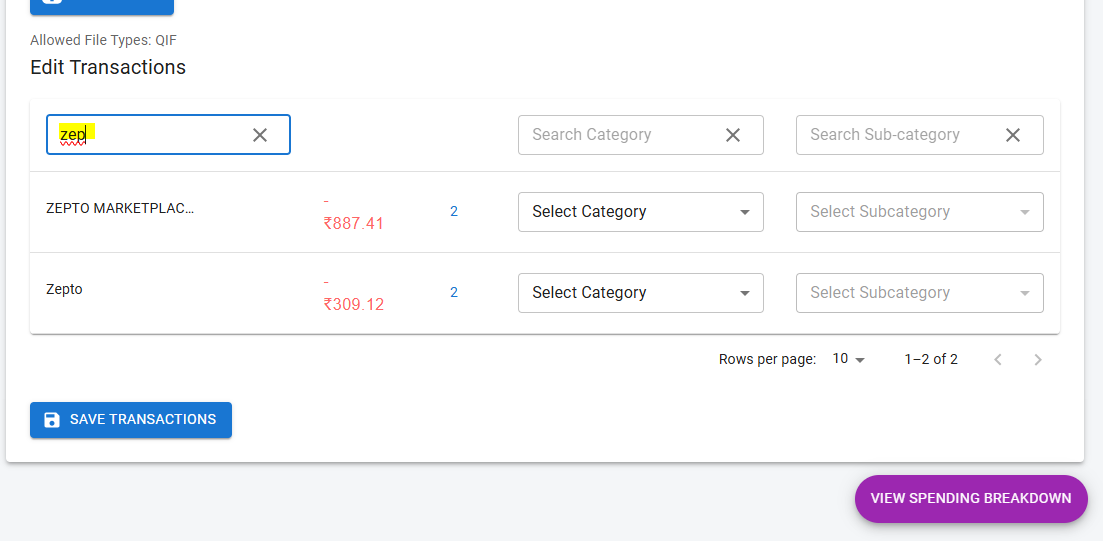 Allowed File Types: QIF
Edit Transactions
zep
Search Category
Search Sub-category
ZEPTO MARKETPLAC...
-
₹887.41
2
Select Category
Select Subcategory
Zepto
-
₹309.12
2
Select Category
Select Subcategory
Rows per page: 10 1–2 of 2
SAVE TRANSACTIONS
VIEW SPENDING BREAKDOWN